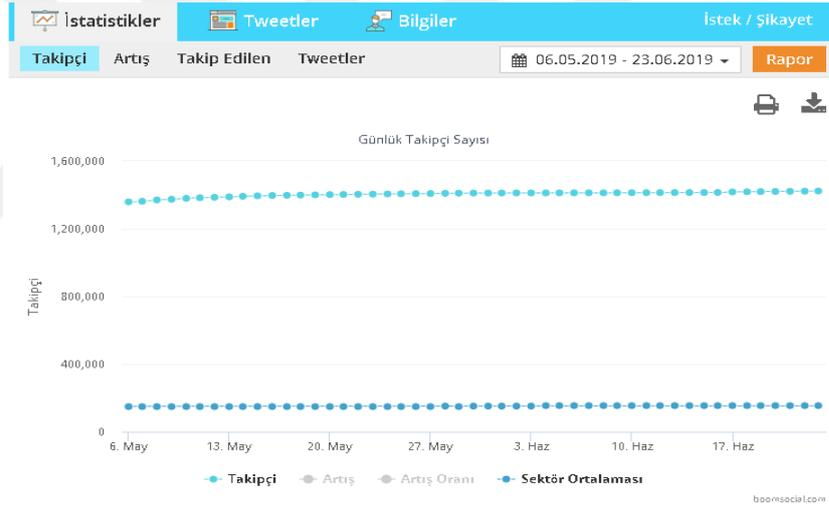 İstatistikler Tweetler Bilgiler İstek / Şikayet
Takipçi Artış Takip Edilen Tweetler 06.05.2019 - 23.06.2019 Rapor
Günlük Takipçi Sayısı
1,600,000
1,200,000
Takipçi
800,000
400,000
0
6. May 13. May 20. May 27. May 3. Haz 10. Haz 17. Haz
Takipçi Artış Artış Oranı Sektör Ortalaması
boomsocial.com